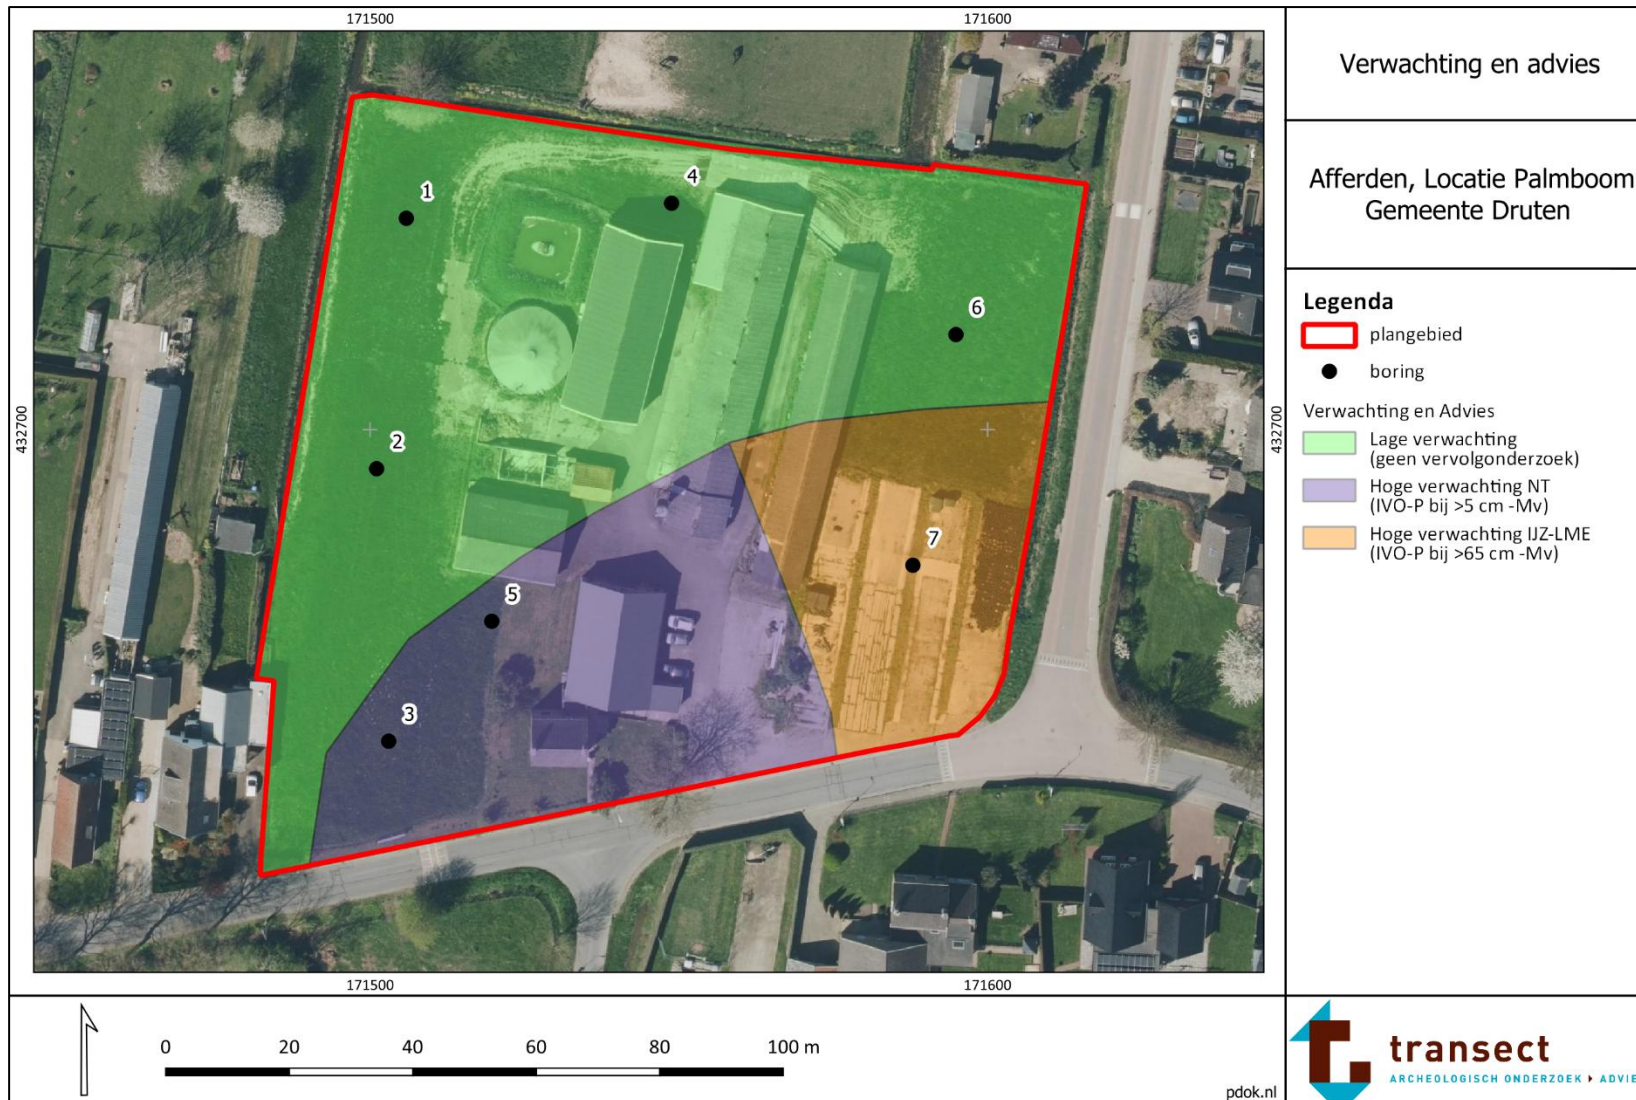 171500
171600
432700
432700
1
4
6
2
7
5
3
171500
171600
Verwachting en advies
Afferden, Locatie Palmboom
Gemeente Druten
Legenda
plangebied
boring
Verwachting en Advies
Lage verwachting
(geen vervolgonderzoek)
Hoge verwachting NT
(IVO-P bij >5 cm -Mv)
Hoge verwachting IJZ-LME
(IVO-P bij >65 cm -Mv)
0 20 40 60 80 100 m
pdok.nl
transect
ARCHEOLOGISCH ONDERZOEK ▸ ADVIE